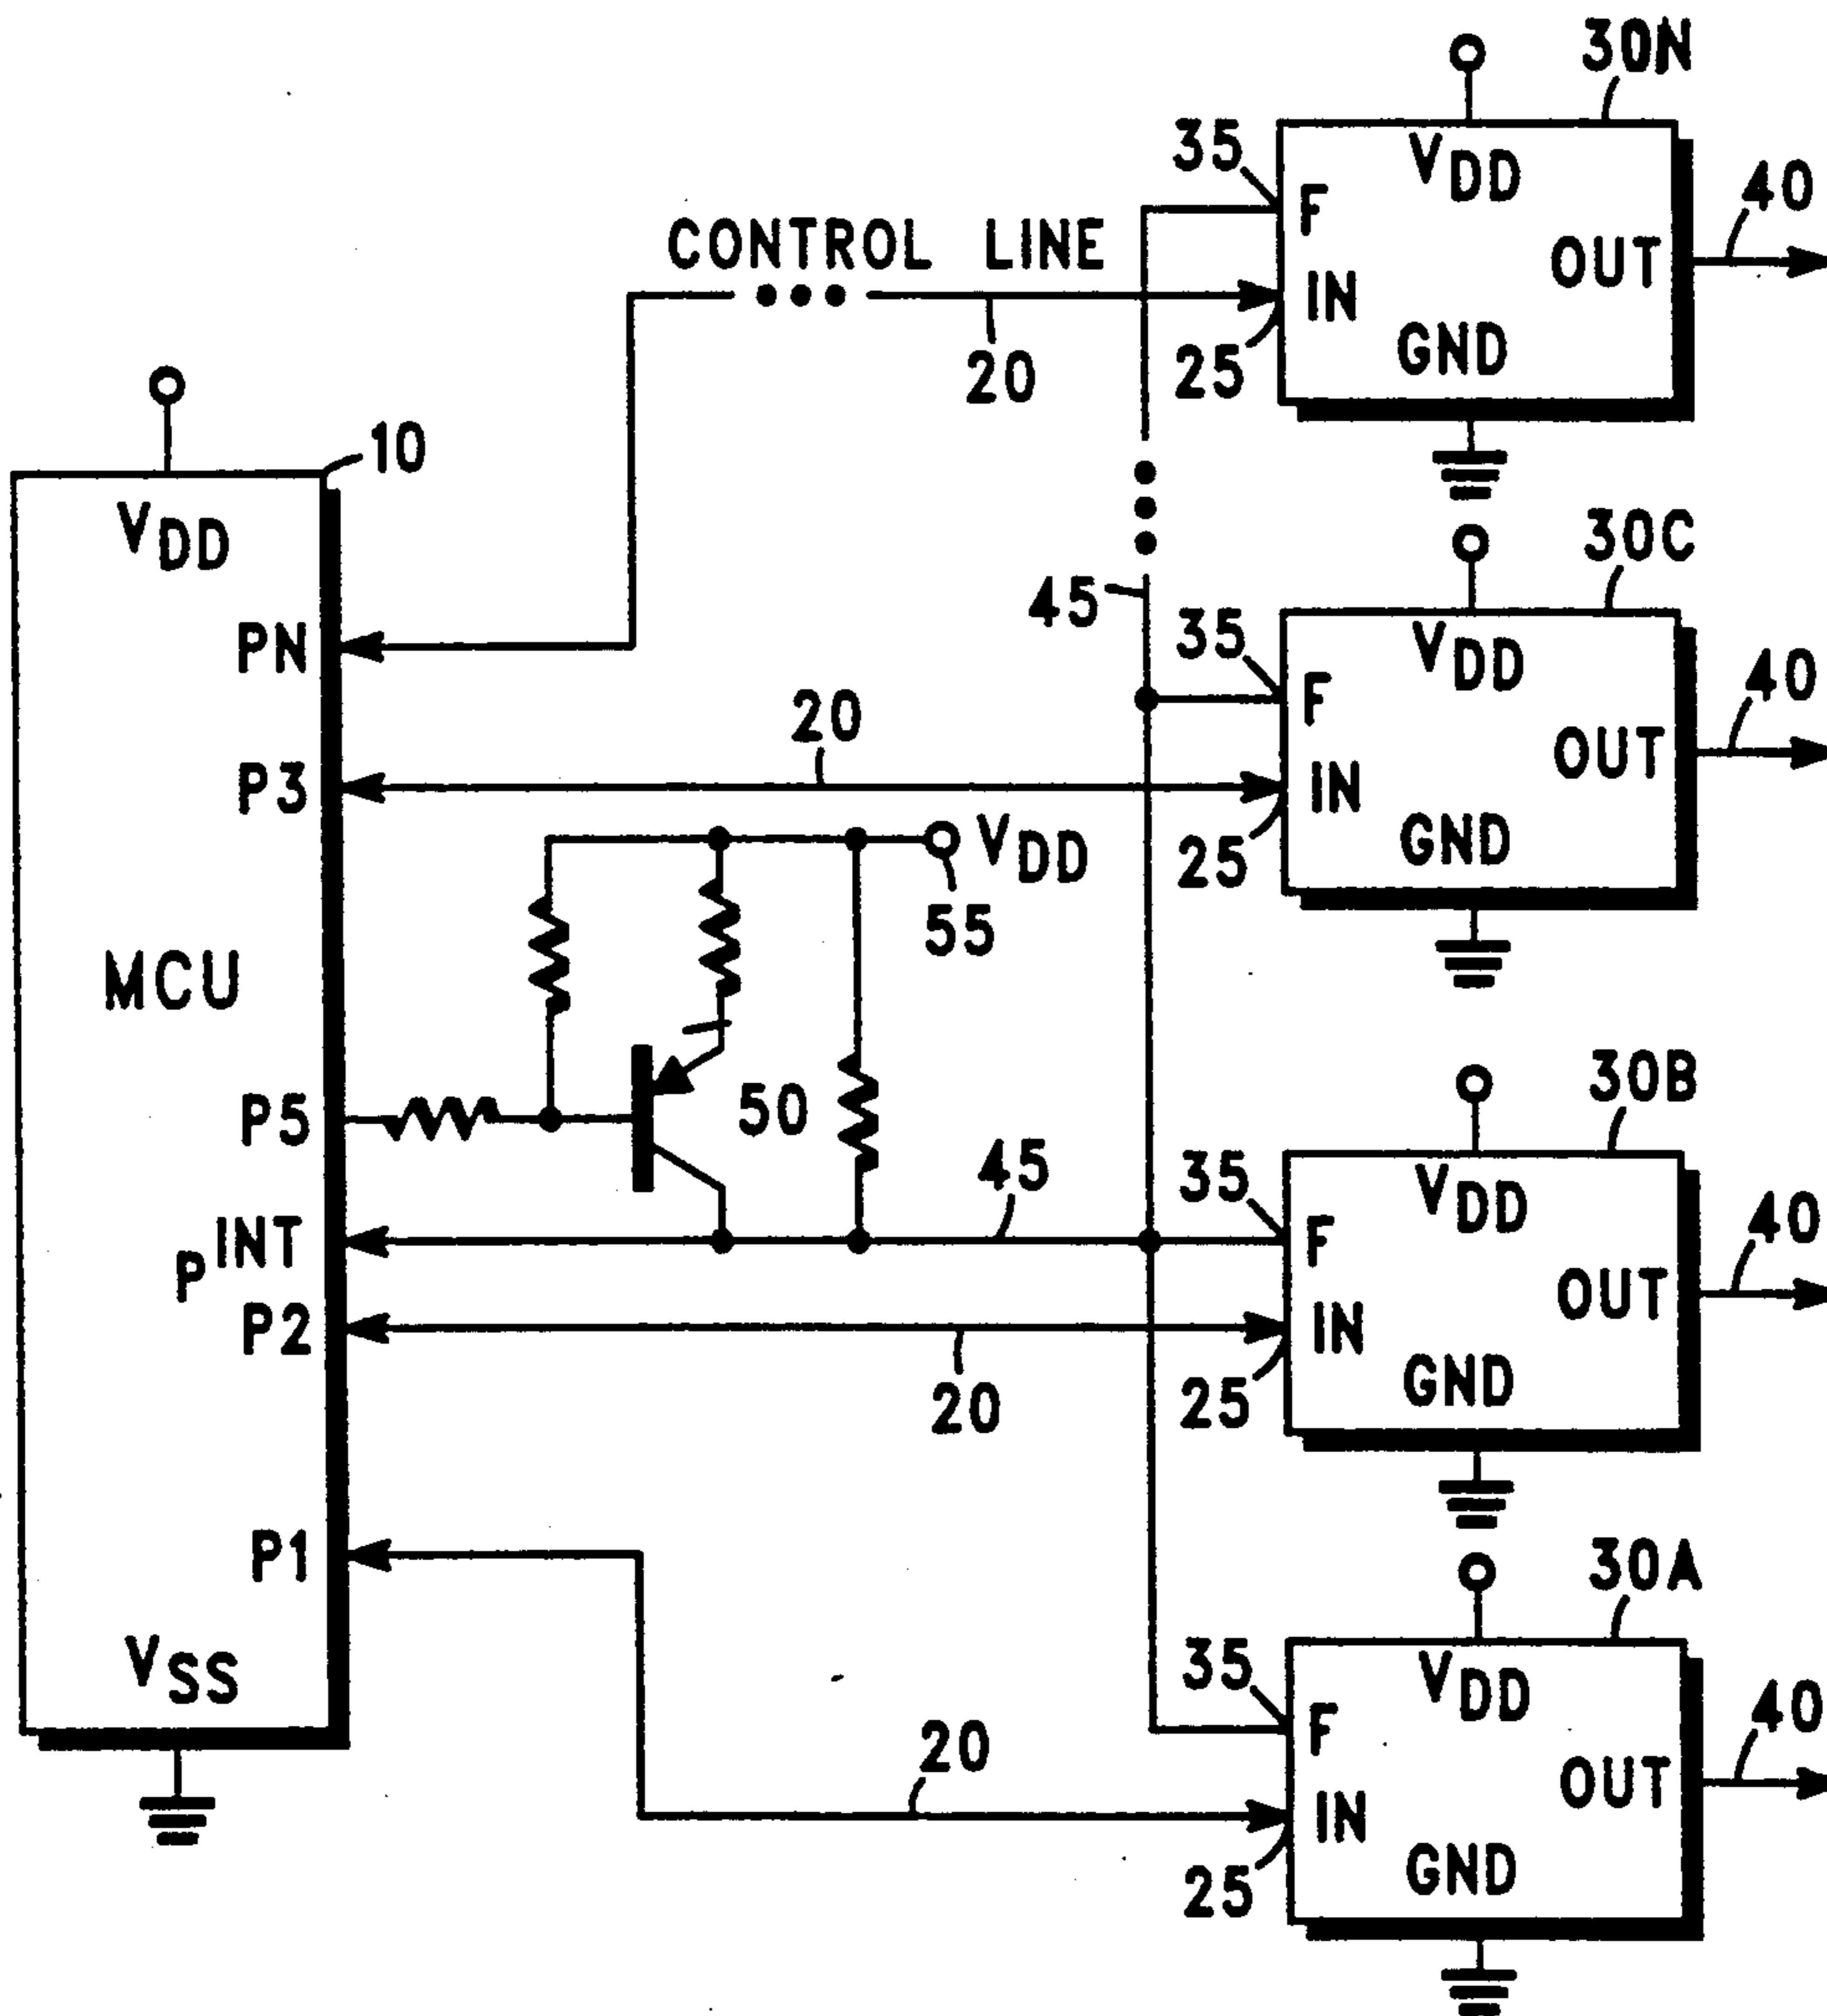 30N
35
VDD
40
F
CONTROL LINE
OUT
IN
20
25
GND
10
VDD
30C
45
35
VDD
40
PN
F
20
OUT
P3
IN
25
GND
VDD
55
MCU
30B
P5
50
45
35
VDD
40
PINT
F
OUT
P2
IN
20
25
GND
P1
30A
35
VDD
40
VSS
F
20
OUT
IN
25
GND